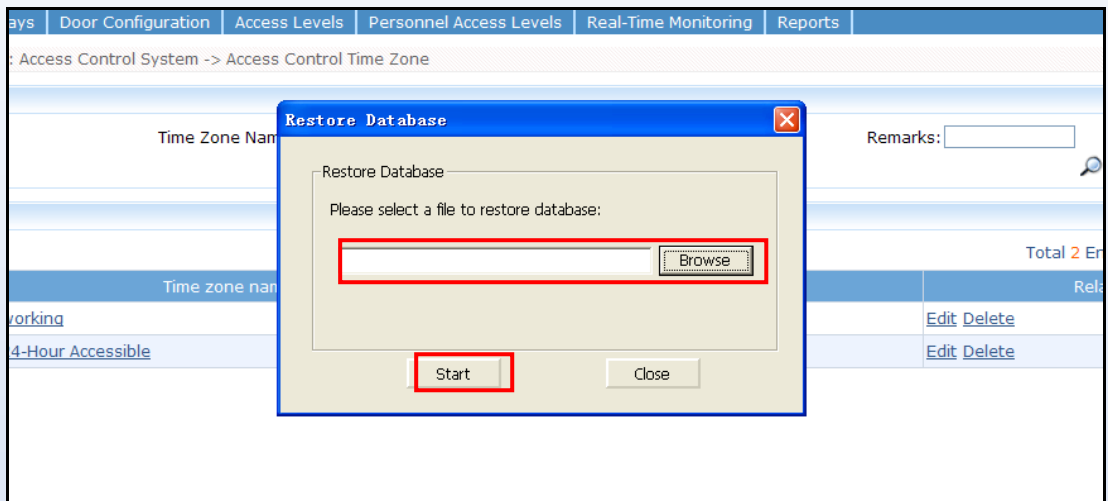 ays Door Configuration Access Levels Personnel Access Levels Real-Time Monitoring Reports
: Access Control System -> Access Control Time Zone
Restore Database
Time Zone Nam Remarks:
Restore Database
Please select a file to restore database:
Browse
Total 2 En
Time zone nam Rela
working Edit Delete
4-Hour Accessible Edit Delete
Start Close